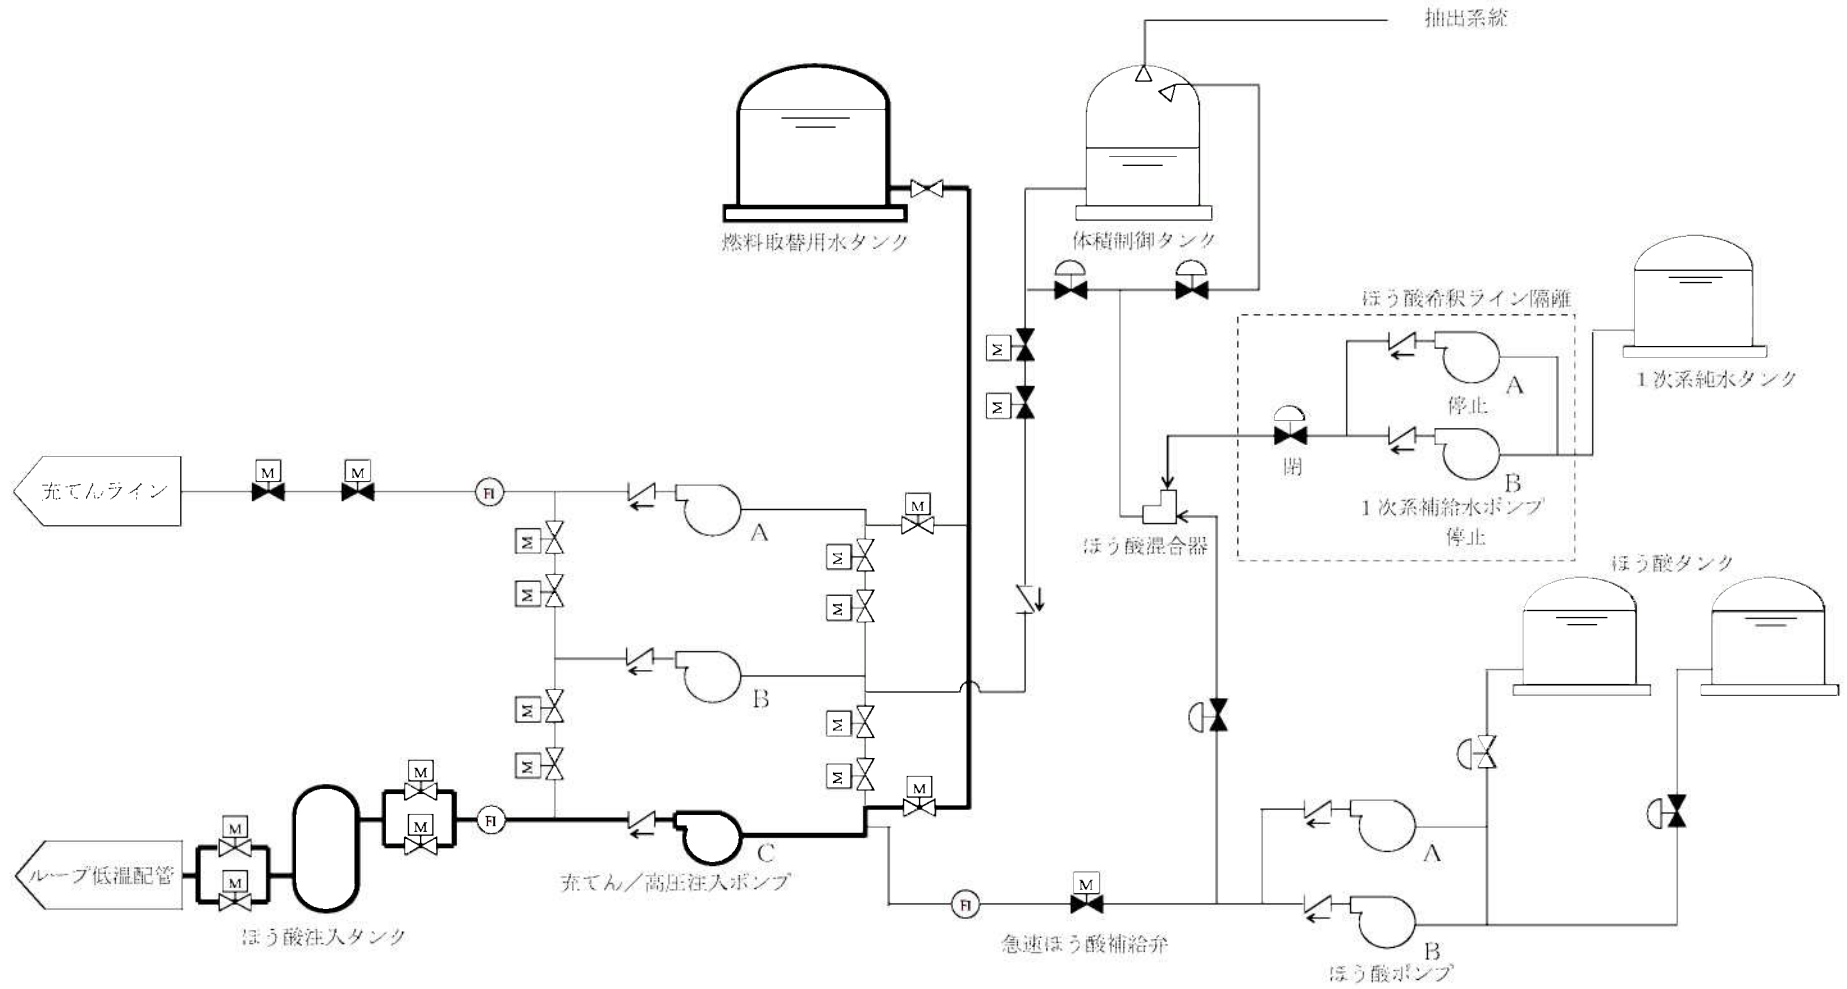 抽出系統
燃料取替用水タンク
体積制御タンク
ほう酸希釈ライン隔離
M
A
停止
1次系純水タンク
M
充てんライン
M
M
FI
A
M
閉
B
1次系補給水ポンプ
停止
ほう酸混合器
ほう酸タンク
M
M
M
M
B
M
M
M
M
M
M
M
FI
C
充てん/高圧注入ポンプ
A
M
M
ループ低温配管
M
ほう酸注入タンク
M
FI
急速ほう酸補給弁
B
ほう酸ポンプ